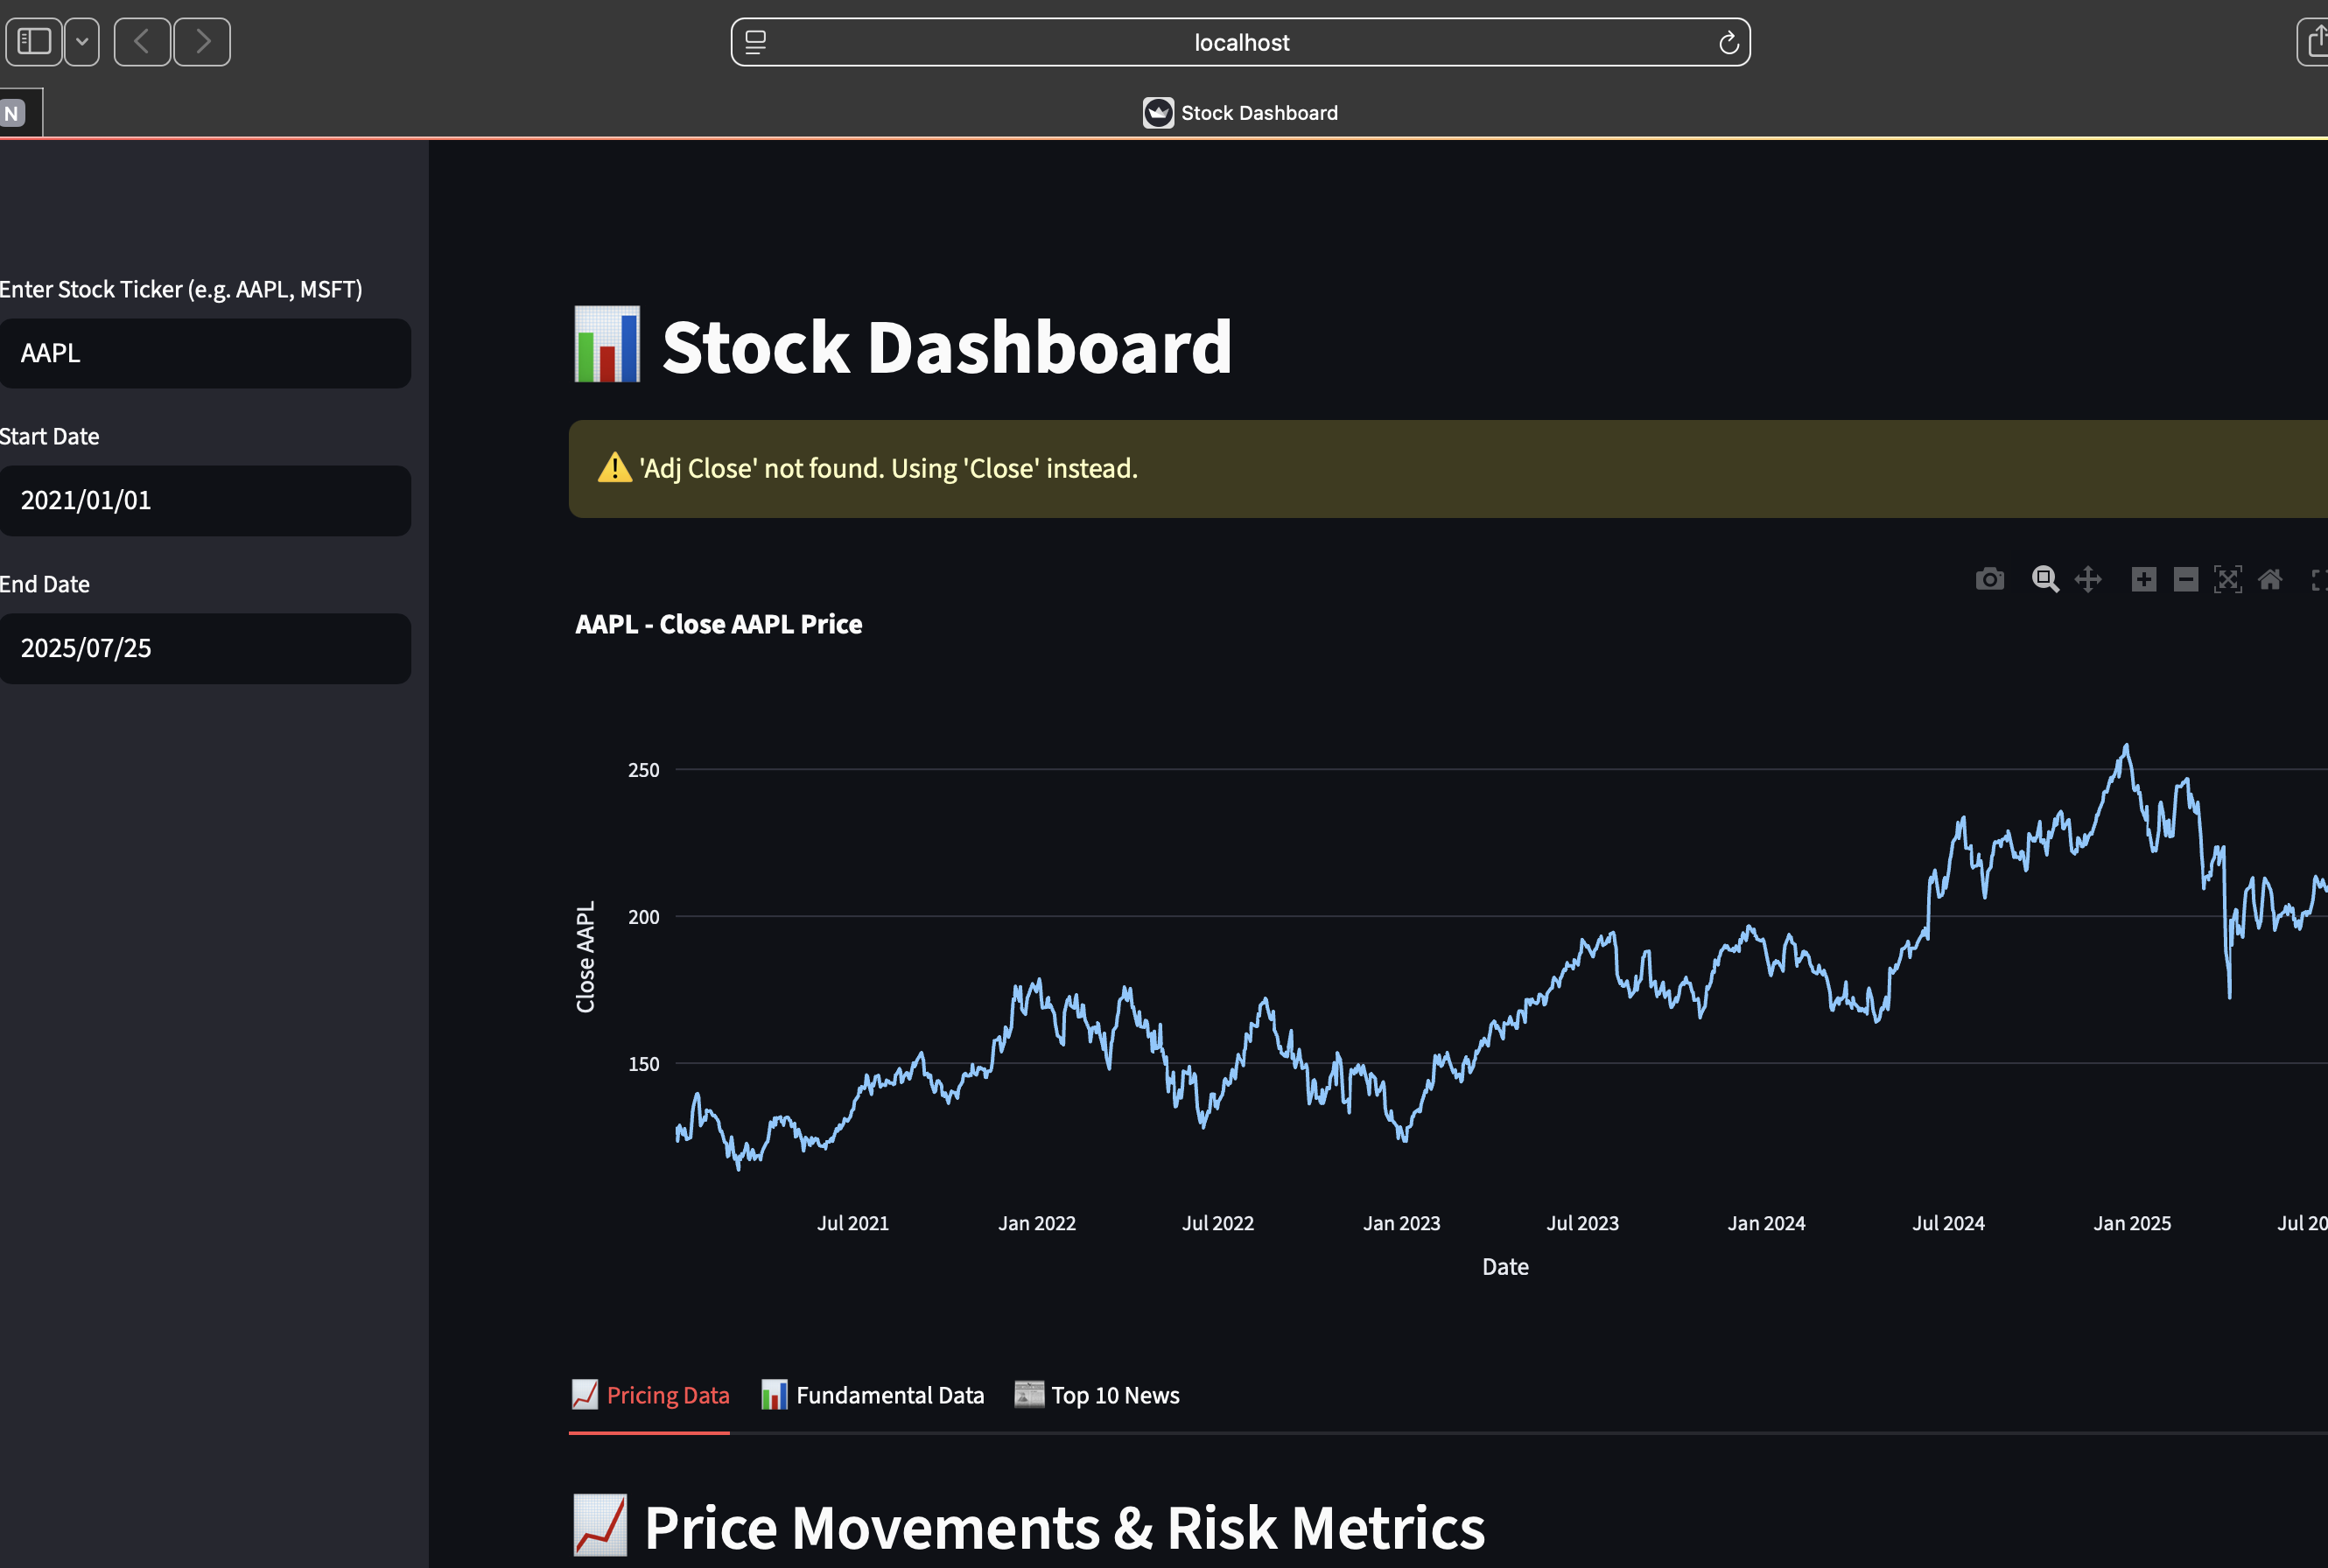 localhost
N
Stock Dashboard
Enter Stock Ticker (e.g. AAPL, MSFT)
AAPL
Start Date
2021/01/01
End Date
2025/07/25
Stock Dashboard
'Adj Close' not found. Using 'Close' instead.
AAPL - Close AAPL Price
250
200
150
Close AAPL
Jul 2021
Jan 2022
Jul 2022
Jan 2023
Jul 2023
Jan 2024
Jul 2024
Jan 2025
Jul 20
Date
Pricing Data
Fundamental Data
Top 10 News
Price Movements & Risk Metrics